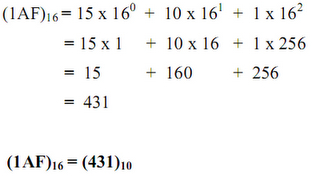 (1AF)₁₆ = 15 x 16⁰ + 10 x 16¹ + 1 x 16²
= 15 x 1 + 10 x 16 + 1 x 256
= 15 + 160 + 256
= 431
(1AF)₁₆ = (431)₁₀